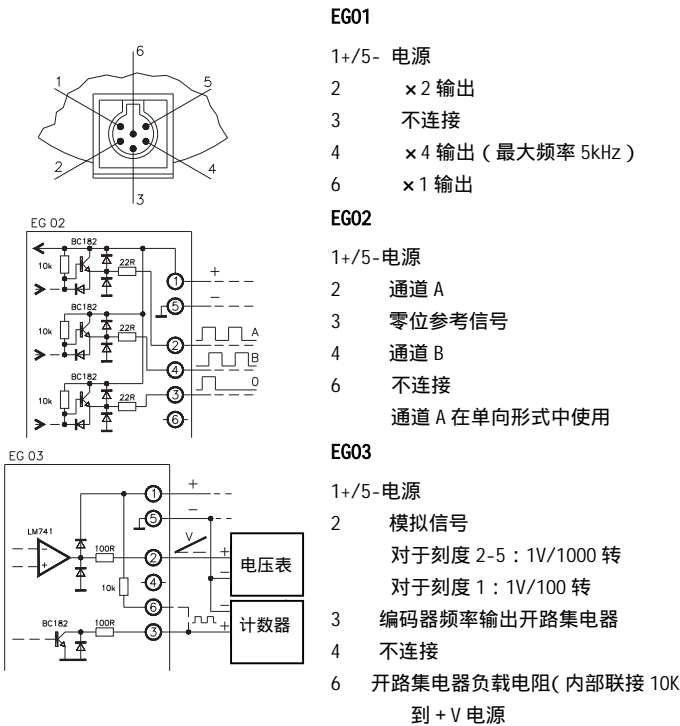 EG01
1+/5- 电源
2 ×2 输出
3 不连接
4 ×4 输出(最大频率 5kHz)
6 ×1 输出
EG02
1+/5-电源
2 通道 A
3 零位参考信号
4 通道 B
6 不连接
通道 A 在单向形式中使用
EG03
1+/5-电源
2 模拟信号
对于刻度 2-5:1V/1000 转
对于刻度 1:1V/100 转
3 编码器频率输出开路集电器
4 不连接
6 开路集电器负载电阻(内部联接 10K
到 +V 电源
6
1
5
2
4
3
EG 02
BC182
10k
22R
1
+
5
-
BC182
10k
22R
2
A
4
B
BC182
10k
22R
3
0
6
EG 03
1
+
5
-
LM741
-
+
100R
2
V
+
-
电压表
10k
4
6
-
+
计数器
BC182
100R
3